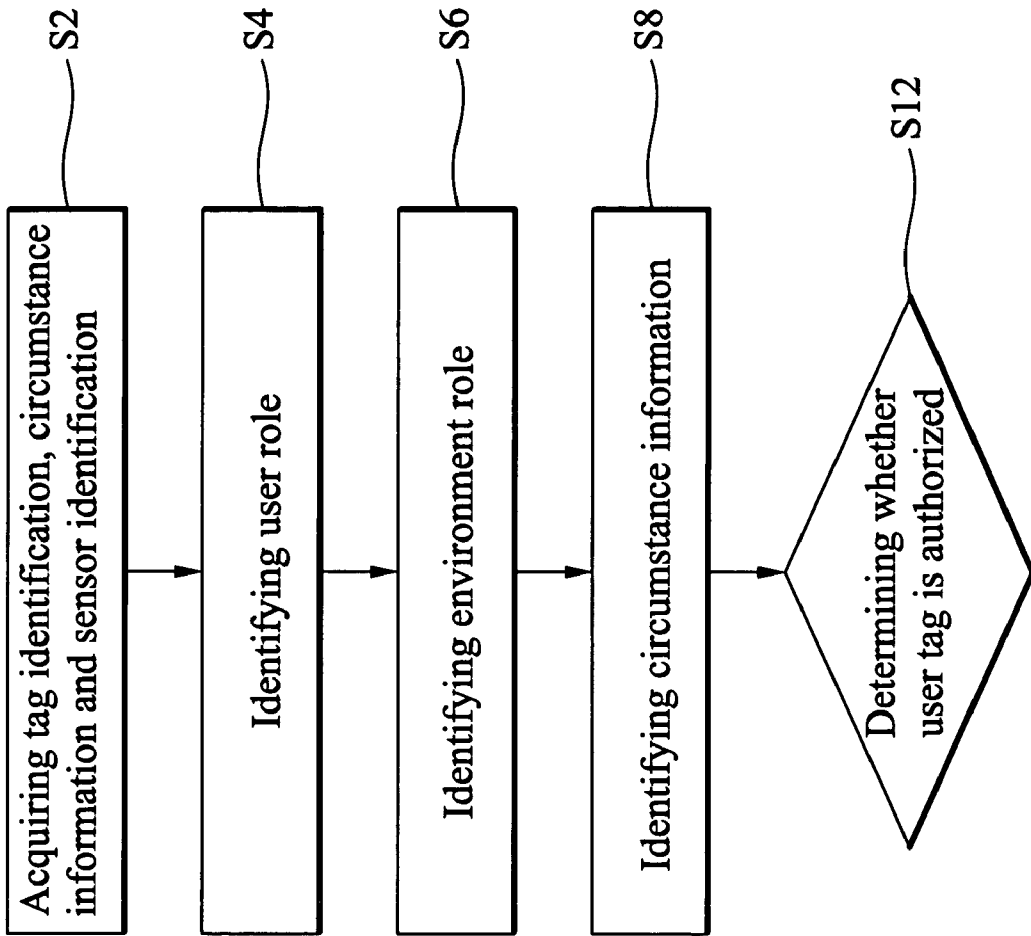 Acquiring tag identification, circumstance
information and sensor identification
S2
Identifying user role
S4
Identifying environment role
S6
Identifying circumstance information
S8
Determining whether
user tag is authorized
S12